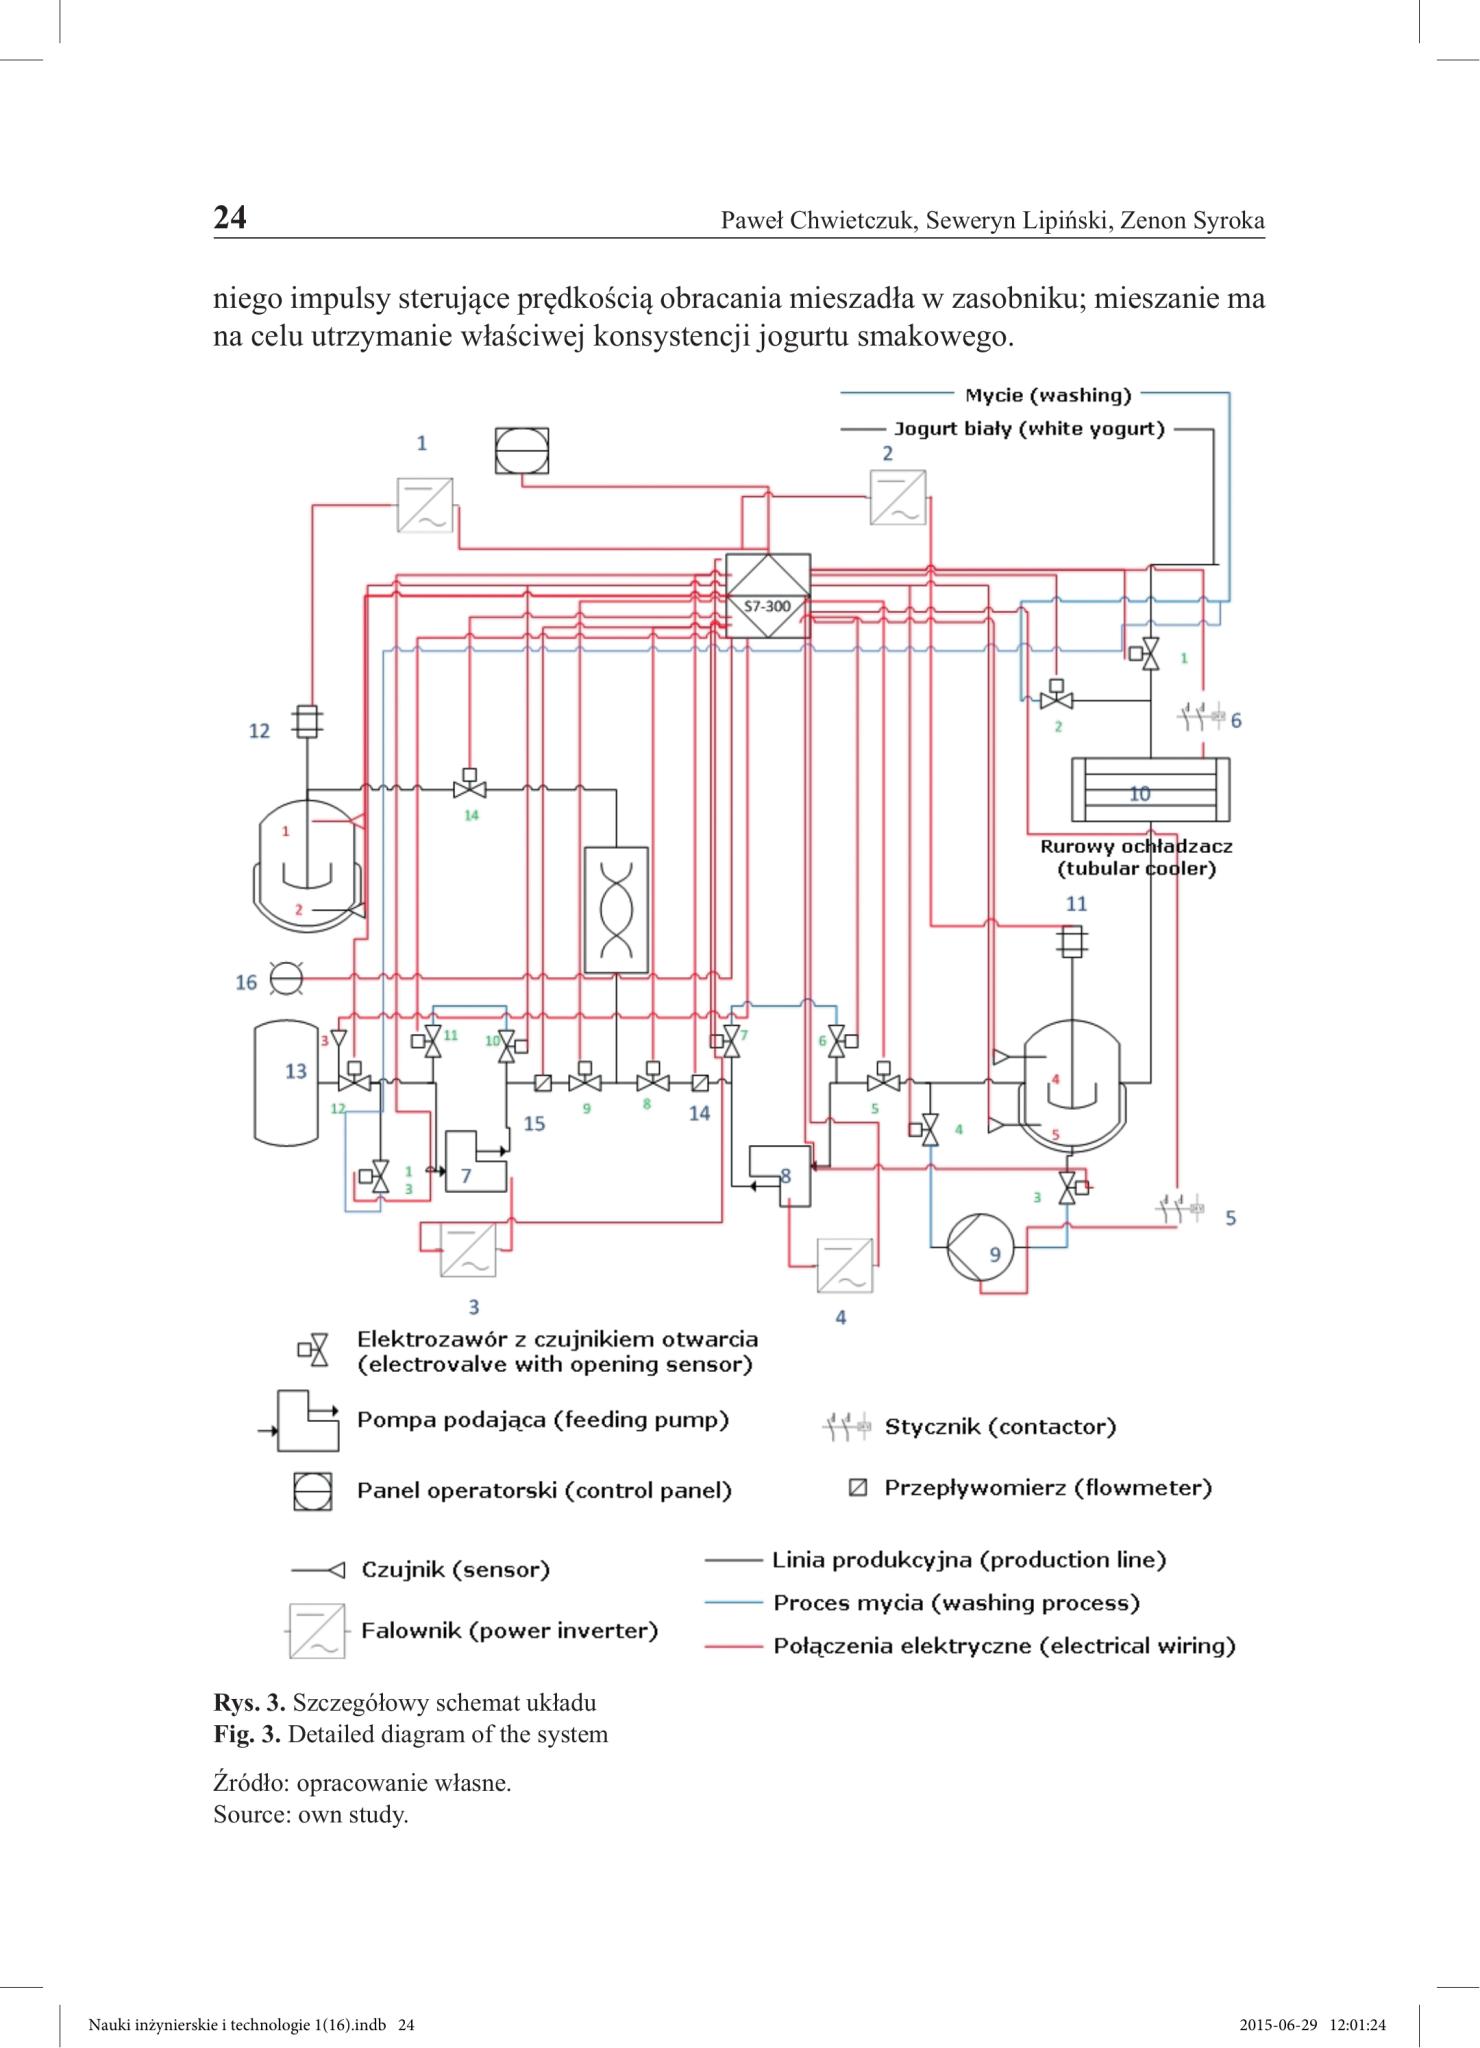 24
Paweł Chwietczuk, Seweryn Lipiński, Zenon Syroka
niego impulsy sterujące prędkością obracania mieszadła w zasobniku; mieszanie ma
na celu utrzymanie właściwej konsystencji jogurtu smakowego.
Mycie (washing)
Jogurt biały (white yogurt)
1
2
S7-300
1
12
2
6
10
14
1
Rurowy ochładzacz
(tubular cooler)
2
11
16
3
11
10
7
6
13
4
12
9
8
14
5
15
4
5
1
3
7
8
3
5
9
3
4
Elektrozawór z czujnikiem otwarcia
(electrovalve with opening sensor)
Pompa podająca (feeding pump)
Stycznik (contactor)
Panel operatorski (control panel)
Przepływomierz (flowmeter)
Czujnik (sensor)
Linia produkcyjna (production line)
Proces mycia (washing process)
Falownik (power inverter)
Połączenia elektryczne (electrical wiring)
Rys. 3. Szczegółowy schemat układu
Fig. 3. Detailed diagram of the system
Źródło: opracowanie własne.
Source: own study.
Nauki inżynierskie i technologie 1(16).indb 24
2015-06-29 12:01:24